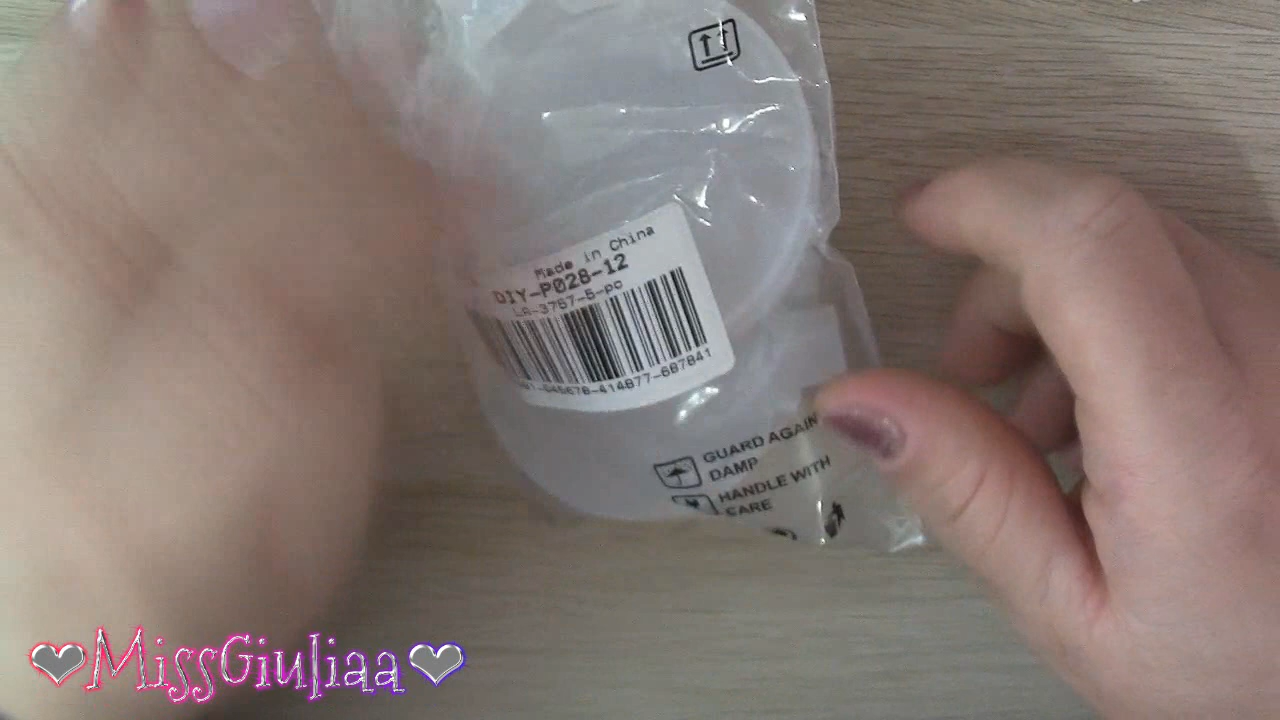 Made in China
DIY-P028-12
LA-3757-5-pc
GUARD AGAIN
DAMP
HANDLE WITH
CARE
MissGiuliaa